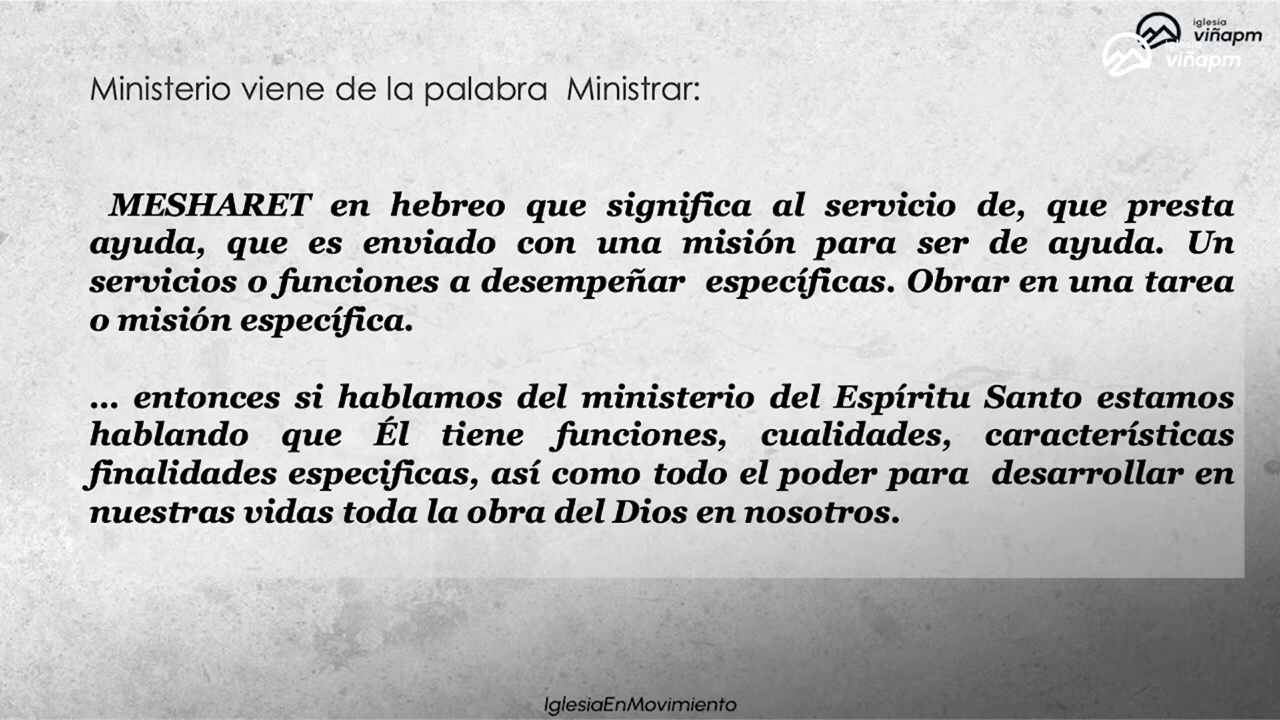 iglesia
viñapm
iglesia
viñapm
Ministerio viene de la palabra Ministrar:
MESHARET en hebreo que significa al servicio de, que presta
ayuda, que es enviado con una misión para ser de ayuda. Un
servicios o funciones a desempeñar específicas. Obrar en una tarea
o misión específica.
... entonces si hablamos del ministerio del Espíritu Santo estamos
hablando que Él tiene funciones, cualidades, características
finalidades especificas, así como todo el poder para desarrollar en
nuestras vidas toda la obra del Dios en nosotros.
IglesiaEnMovimiento